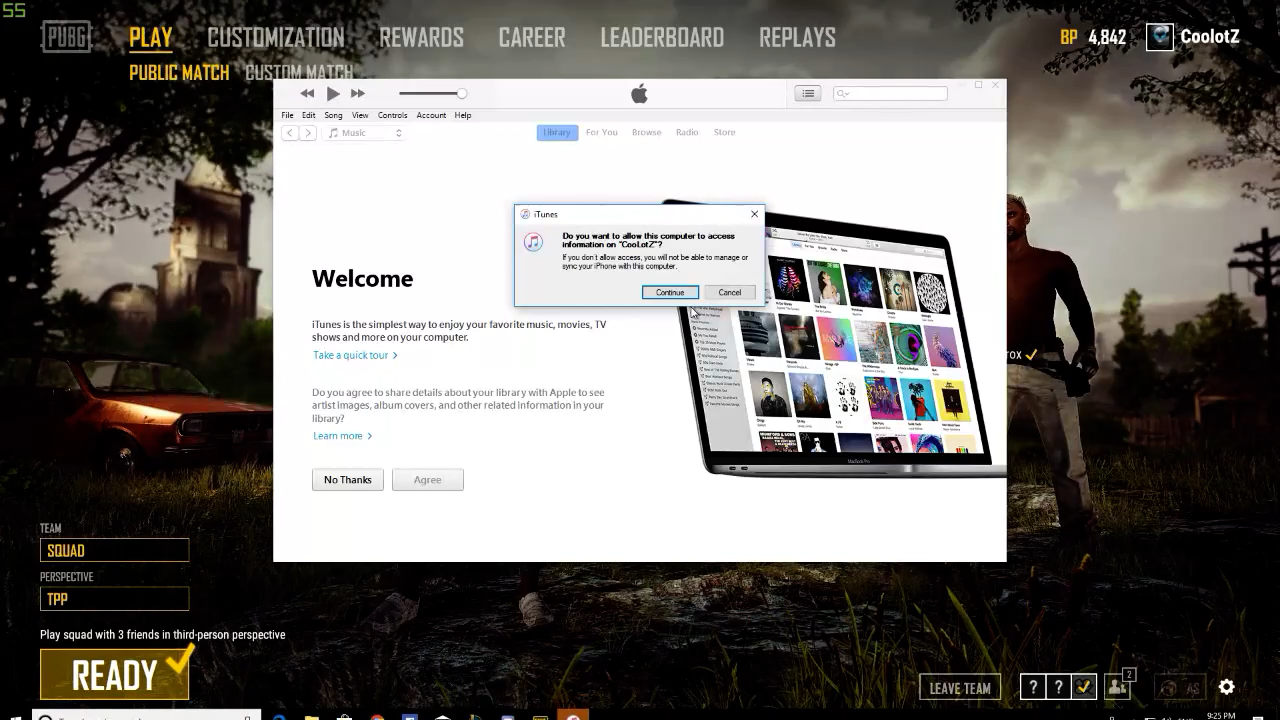 55
PUBG PLAY CUSTOMIZATION REWARDS CAREER LEADERBOARD REPLAYS BP 4,842 CoolotZ
PUBLIC MATCH CUSTOM MATCH
File Edit Song View Controls Account Help
Music Library For You Browse Radio Store
iTunes
Do you want to allow this computer to access
information on "CooLotZ"?
If you don't allow access, you will not be able to manage or
sync your iPhone with this computer.
Continue Cancel
Welcome
iTunes is the simplest way to enjoy your favorite music, movies, TV
shows and more on your computer.
Take a quick tour >
Do you agree to share details about your library with Apple to see
artist images, album covers, and other related information in your
library?
Learn more >
No Thanks Agree
MacBook Pro
rox
TEAM
SQUAD
PERSPECTIVE
TPP
Play squad with 3 friends in third-person perspective
READY
LEAVE TEAM ? ? 2 AS
9:25 PM